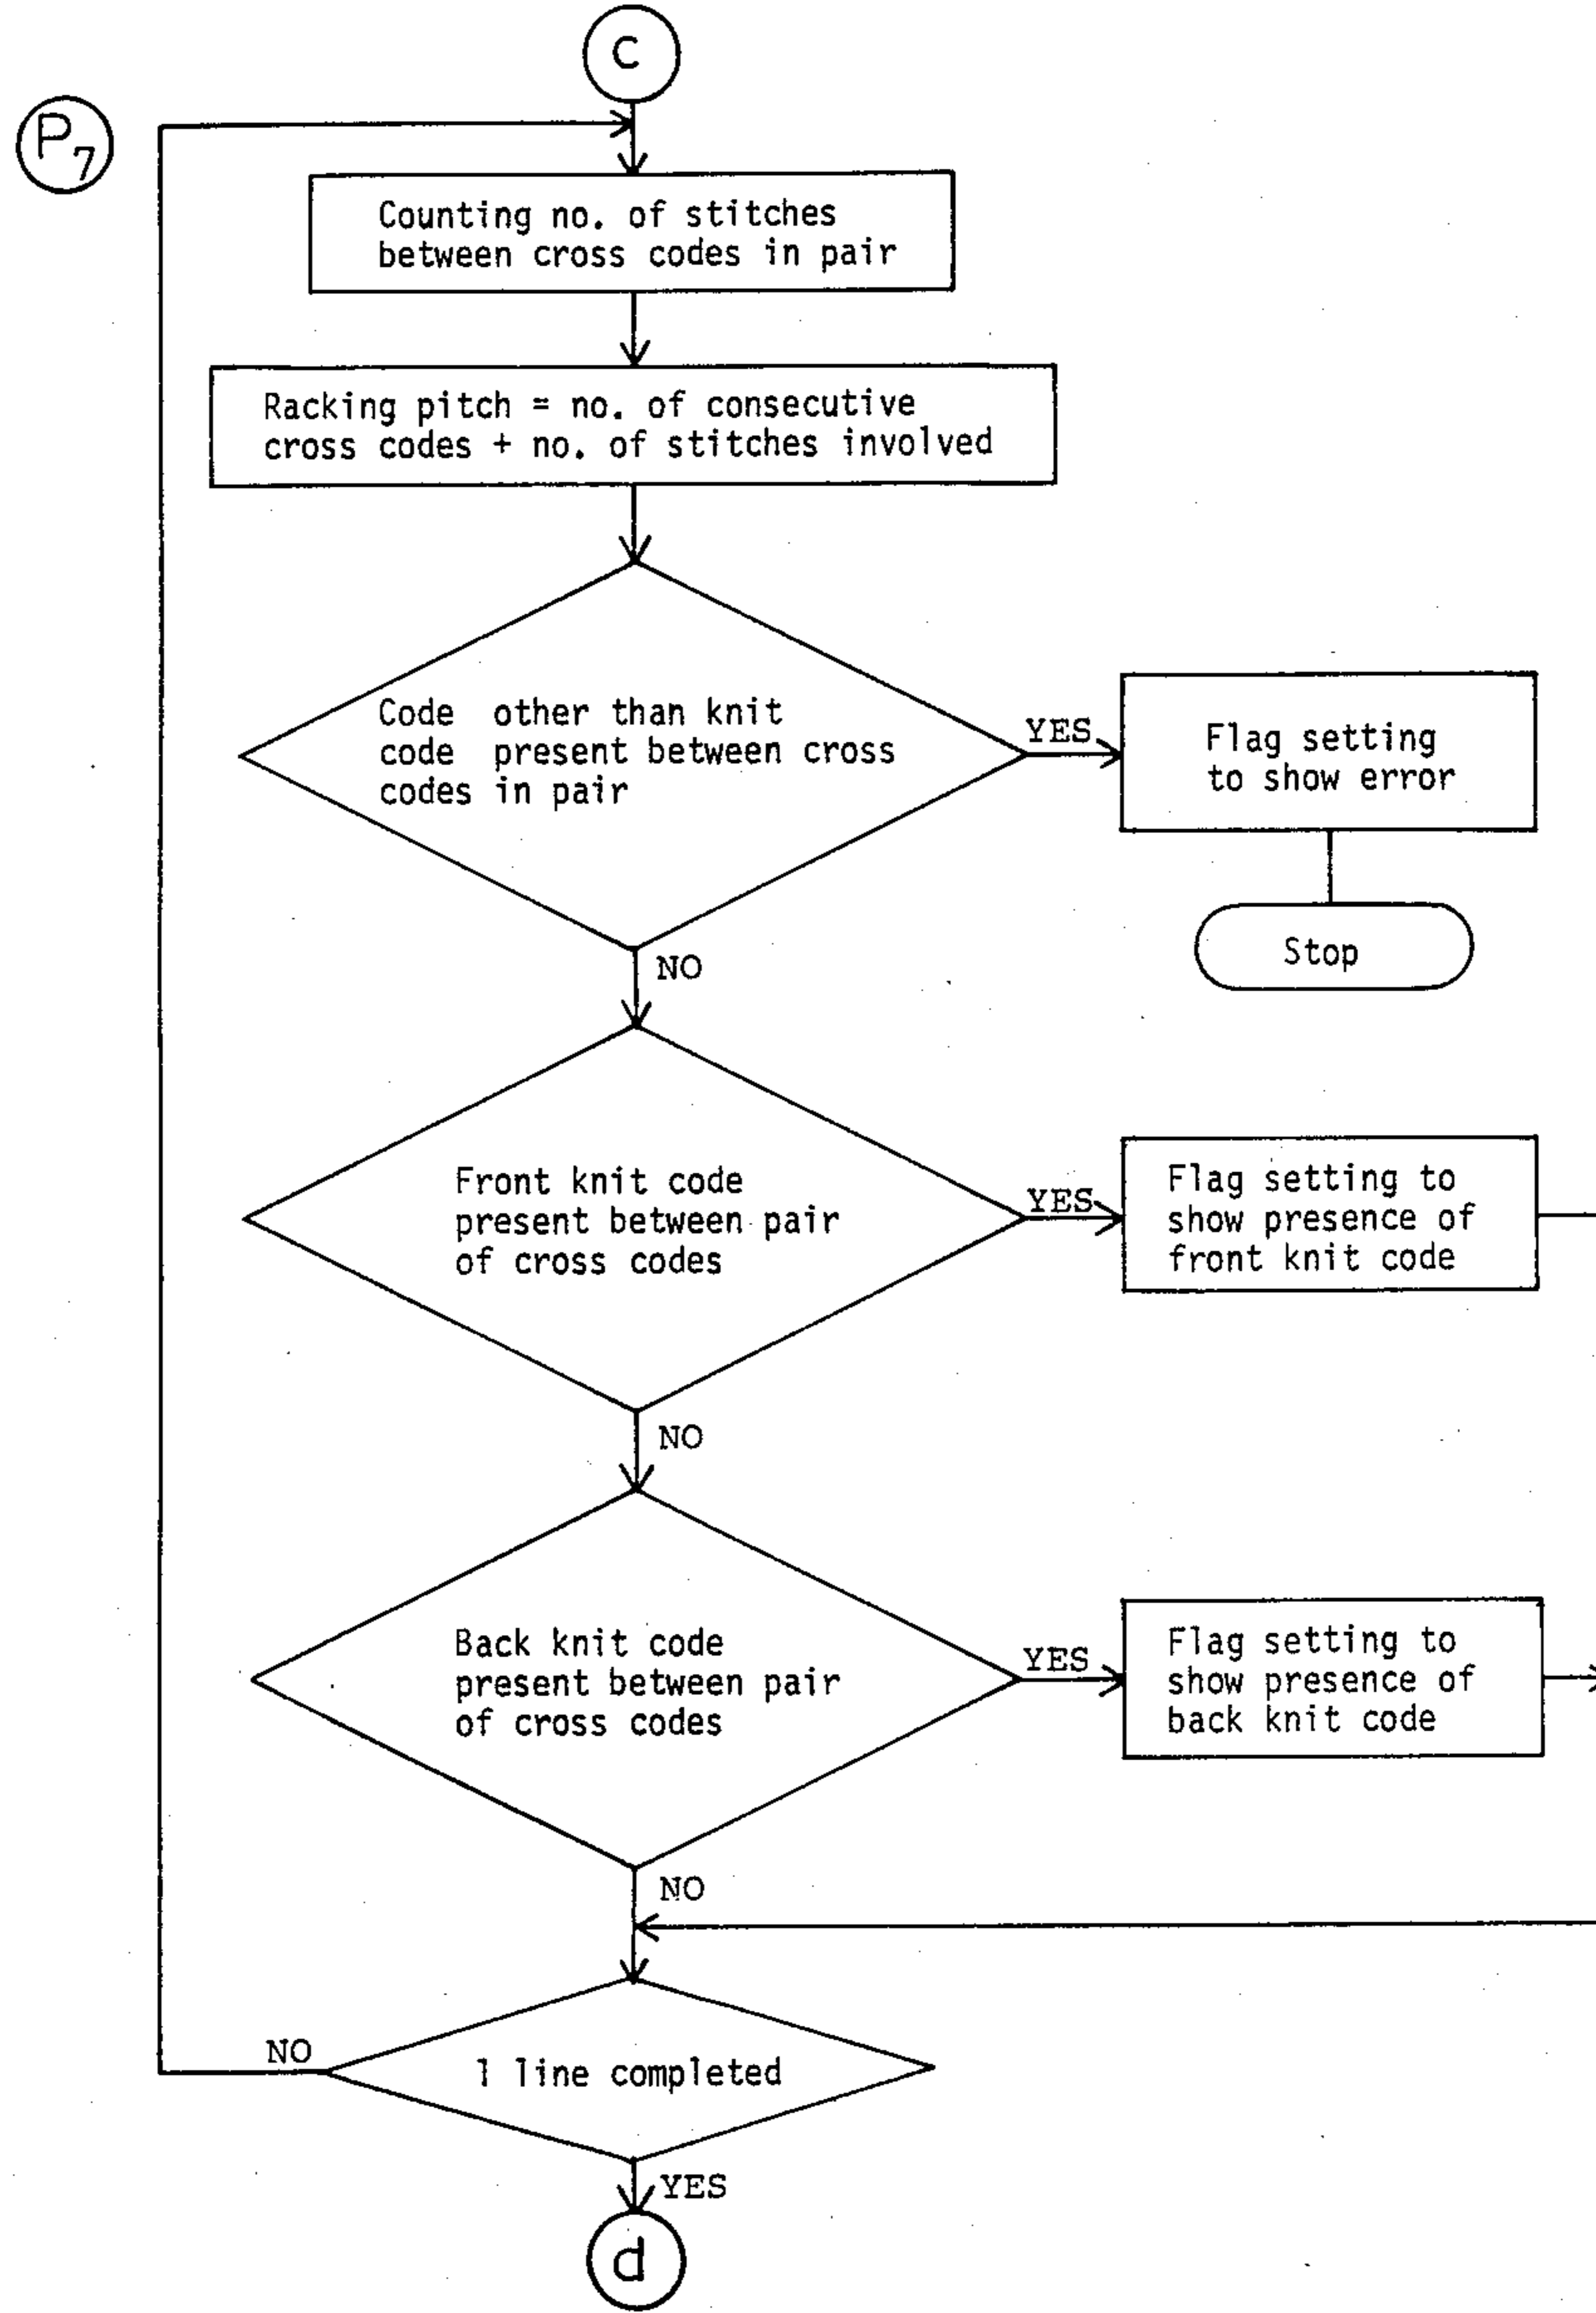 C
P7
Counting no. of stitches
between cross codes in pair
Racking pitch = no. of consecutive
cross codes + no. of stitches involved
Code other than knit
code present between cross
codes in pair
YES
Flag setting
to show error
Stop
NO
Front knit code
present between pair
of cross codes
YES
Flag setting to
show presence of
front knit code
NO
Back knit code
present between pair
of cross codes
YES
Flag setting to
show presence of
back knit code
NO
1 line completed
NO
YES
d